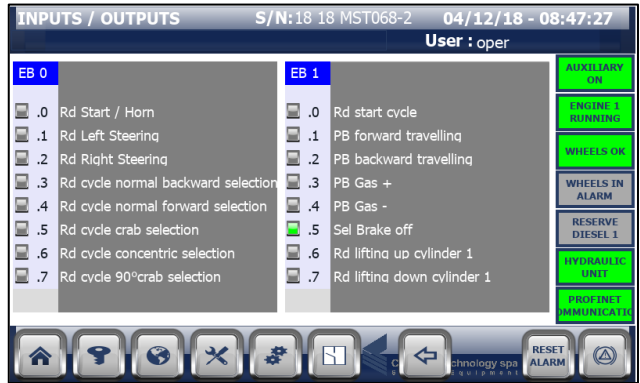 INPUTS / OUTPUTS S/N:18 18 MST068-2 04/12/18 - 08:47:27
User : oper
EB 0
.0 Rd Start / Horn
.1 Rd Left Steering
.2 Rd Right Steering
.3 Rd cycle normal backward selection
.4 Rd cycle normal forward selection
.5 Rd cycle crab selection
.6 Rd cycle concentric selection
.7 Rd cycle 90°crab selection
EB 1
.0 Rd start cycle
.1 PB forward travelling
.2 PB backward travelling
.3 PB Gas +
.4 PB Gas -
.5 Sel Brake off
.6 Rd lifting up cylinder 1
.7 Rd lifting down cylinder 1
AUXILIARY
ON
ENGINE 1
RUNNING
WHEELS OK
WHEELS IN
ALARM
RESERVE
DIESEL 1
HYDRAULIC
UNIT
PROFINET
OMMUNICATIO
C chnology spa
quipment
RESET
ALARM